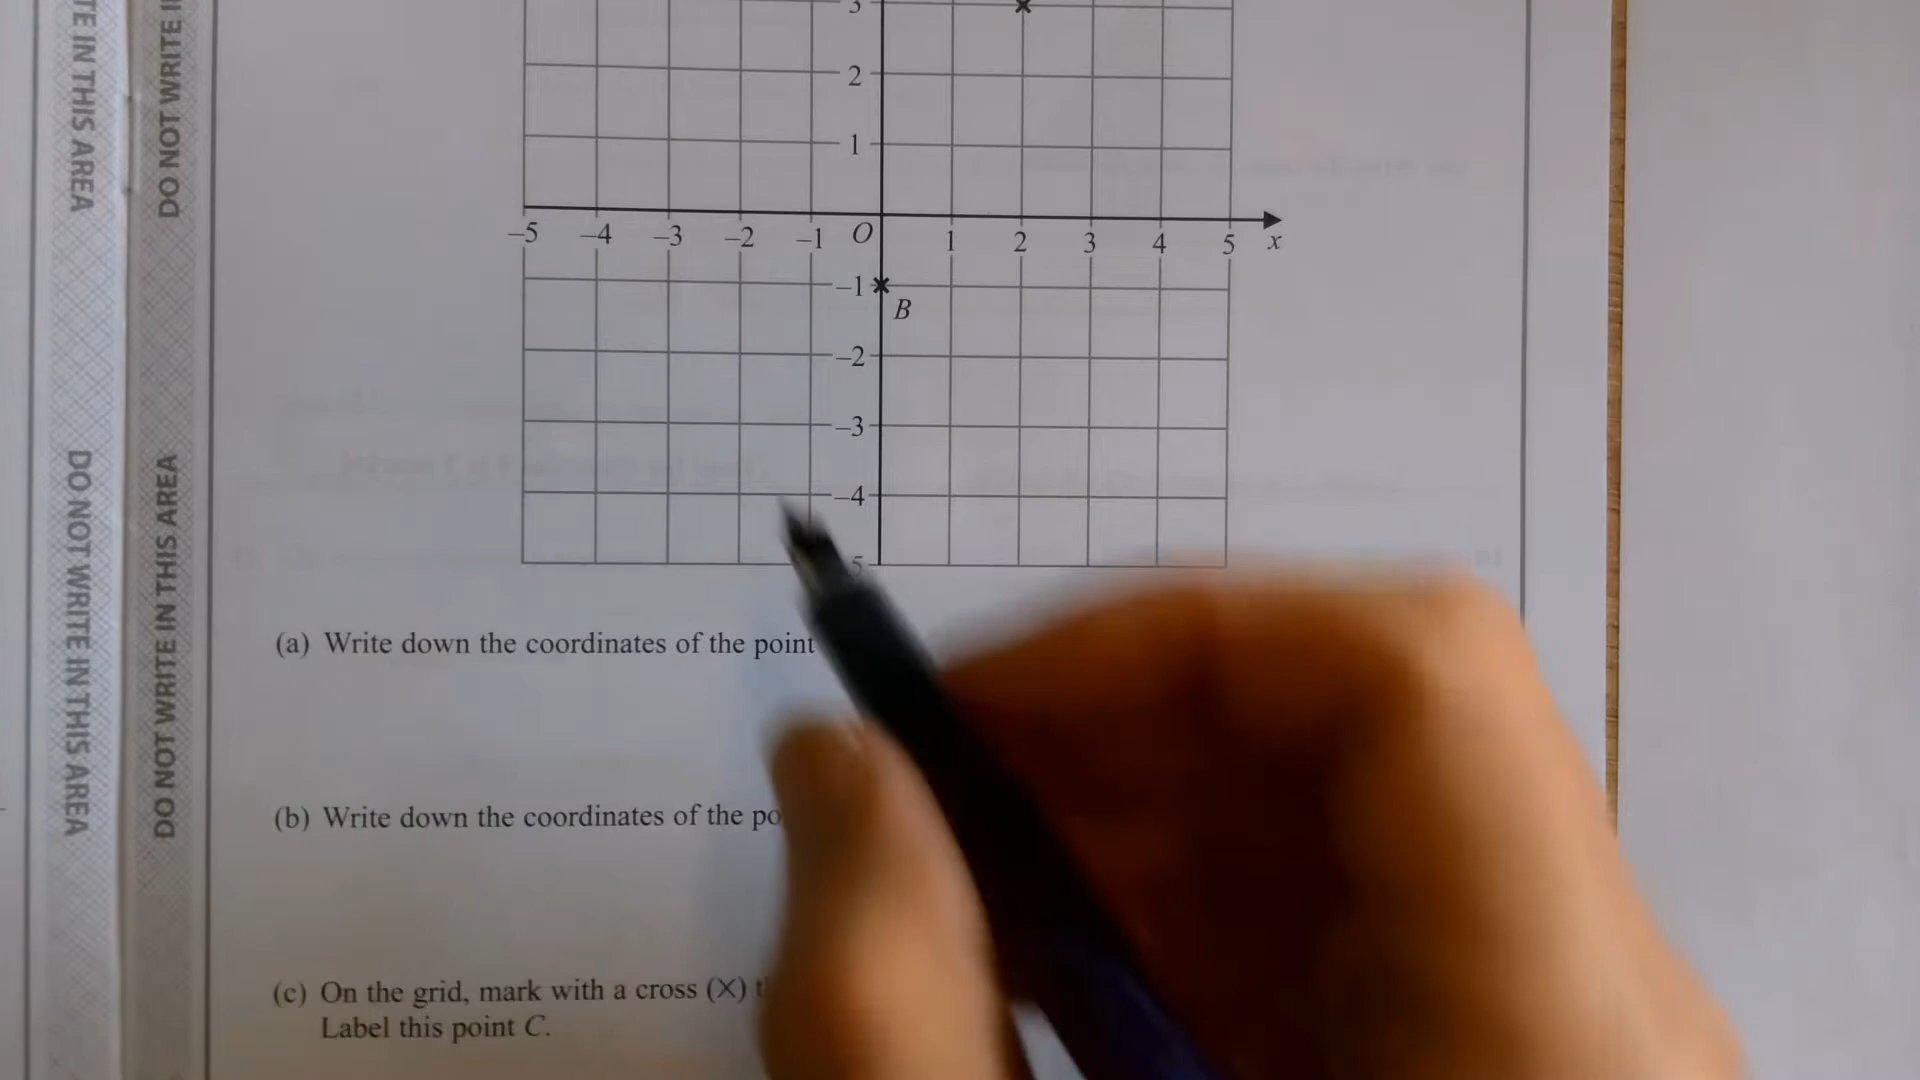 3
2
1
–5 –4 –3 –2 –1 O 1 2 3 4 5 x
–1
B
–2
–3
–4
5
(a) Write down the coordinates of the point
(b) Write down the coordinates of the
(c) On the grid, mark with a cross (X)
Label this point C.
IN THIS AREA
DO NOT WRITE IN THIS AREA
DO NOT WRITE
DO NOT WRITE IN THIS AREA